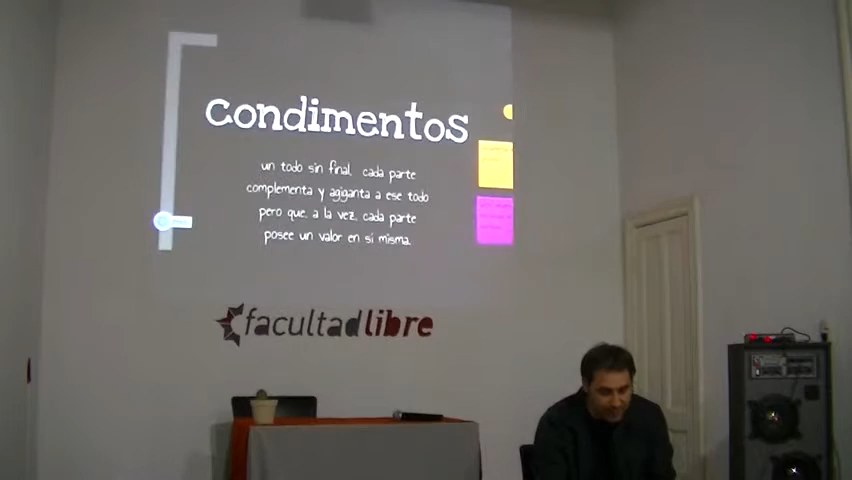 condimentos
un todo sin final, cada parte
complementa y agiganta a ese todo
pero que, a la vez, cada parte
posee un valor en sí misma.
facultadlibre